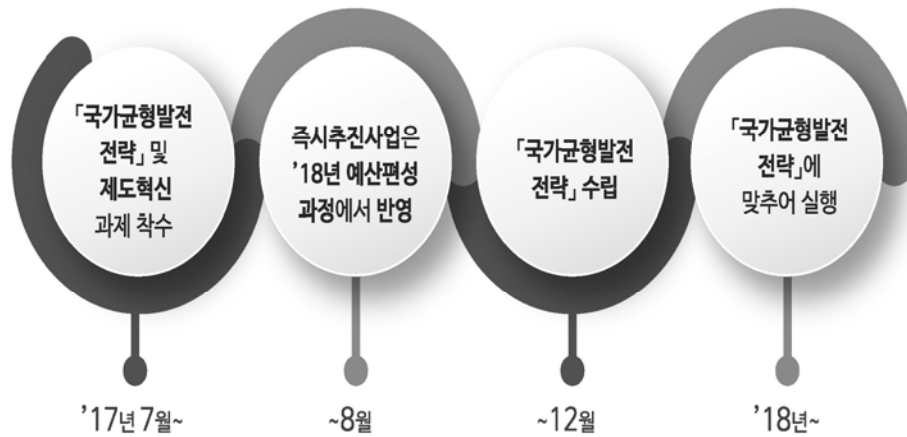 「국가균형발전
전략」 및
제도혁신
과제 착수
즉시추진사업은
’18년 예산편성
과정에서 반영
「국가균형발전
전략」 수립
「국가균형발전
전략」에
맞추어 실행
’17년 7월~
~8월
~12월
’18년~